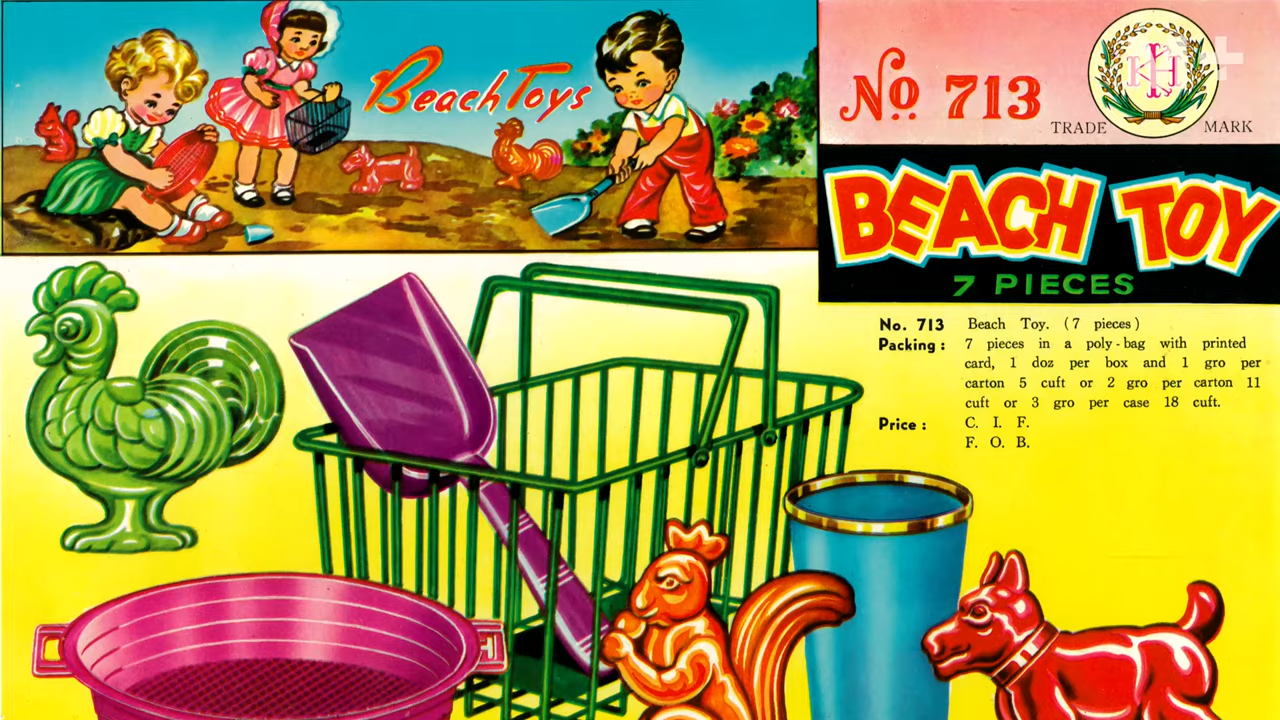 Beach Toys
No. 713
TRADE MARK
BEACH TOY
7 PIECES
No. 713 Beach Toy. (7 pieces)
Packing : 7 pieces in a poly-bag with printed
card, 1 doz per box and 1 gro per
carton 5 cuft or 2 gro per carton 11
cuft or 3 gro per case 18 cuft.
Price : C. I. F.
F. O. B.